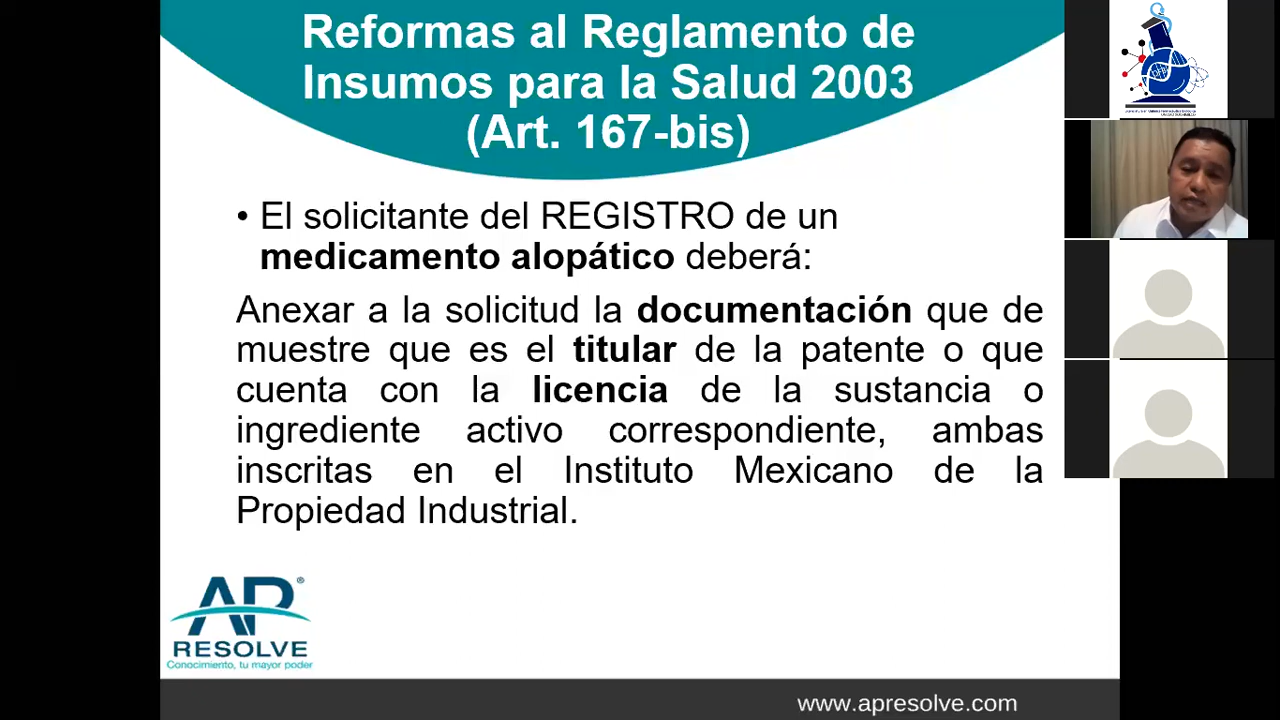 Reformas al Reglamento de
Insumos para la Salud 2003
(Art. 167-bis)
• El solicitante del REGISTRO de un
medicamento alopático deberá:
Anexar a la solicitud la documentación que de
muestre que es el titular de la patente o que
cuenta con la licencia de la sustancia o
ingrediente activo correspondiente, ambas
inscritas en el Instituto Mexicano de la
Propiedad Industrial.
AP®
RESOLVE
Conocimiento, tu mayor poder
www.apresolve.com